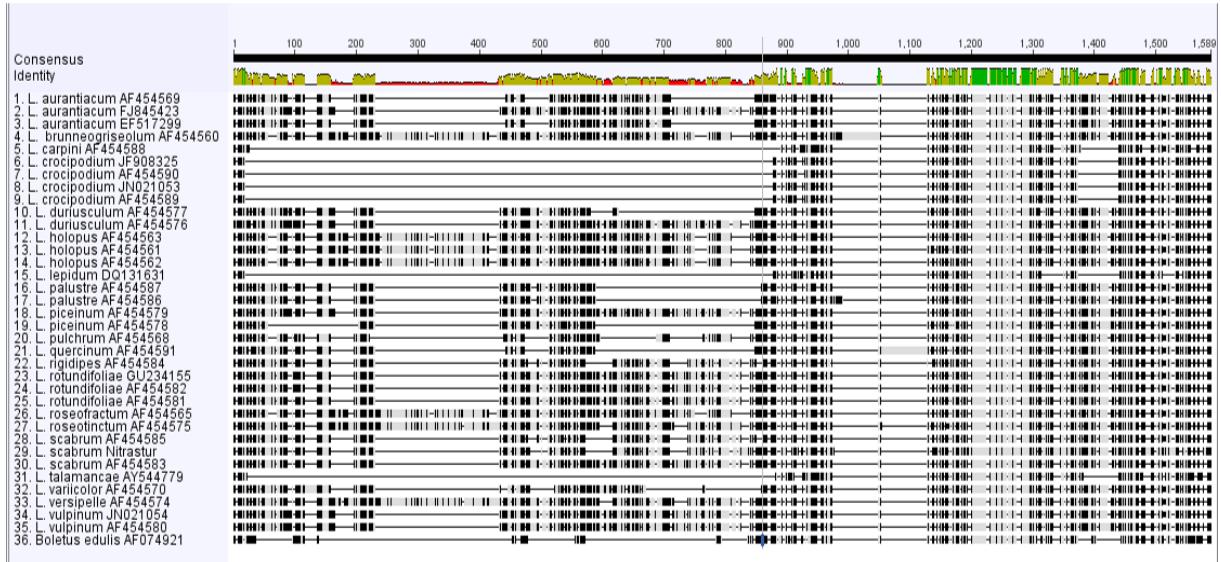 1 100 200 300 400 500 600 700 800 900 1,000 1,100 1,200 1,300 1,400 1,500 1,589
Consensus
Identity
1. L. aurantiacum AF454569
2. L. aurantiacum FJ845423
3. L. aurantiacum EF517299
4. L. brunneogriseolum AF454560
5. L. carpini AF454588
6. L. crocipodium JF908325
7. L. crocipodium AF454590
8. L. crocipodium JN021053
9. L. crocipodium AF454589
10. L. duriusculum AF454577
11. L. duriusculum AF454576
12. L. holopus AF454563
13. L. holopus AF454561
14. L. holopus AF454562
15. L. lepidum DQ131631
16. L. palustre AF454587
17. L. palustre AF454586
18. L. piceinum AF454579
19. L. piceinum AF454578
20. L. pulchrum AF454568
21. L. quercinum AF454591
22. L. rigidipes AF454584
23. L. rotundifoliae GU234155
24. L. rotundifoliae AF454582
25. L. rotundifoliae AF454581
26. L. roseofractum AF454565
27. L. roseotinctum AF454575
28. L. scabrum AF454585
29. L. scabrum Nitrastur
30. L. scabrum AF454583
31. L. talamancae AY544779
32. L. variicolor AF454570
33. L. versipelle AF454574
34. L. vulpinum JN021054
35. L. vulpinum AF454580
36. Boletus edulis AF074921